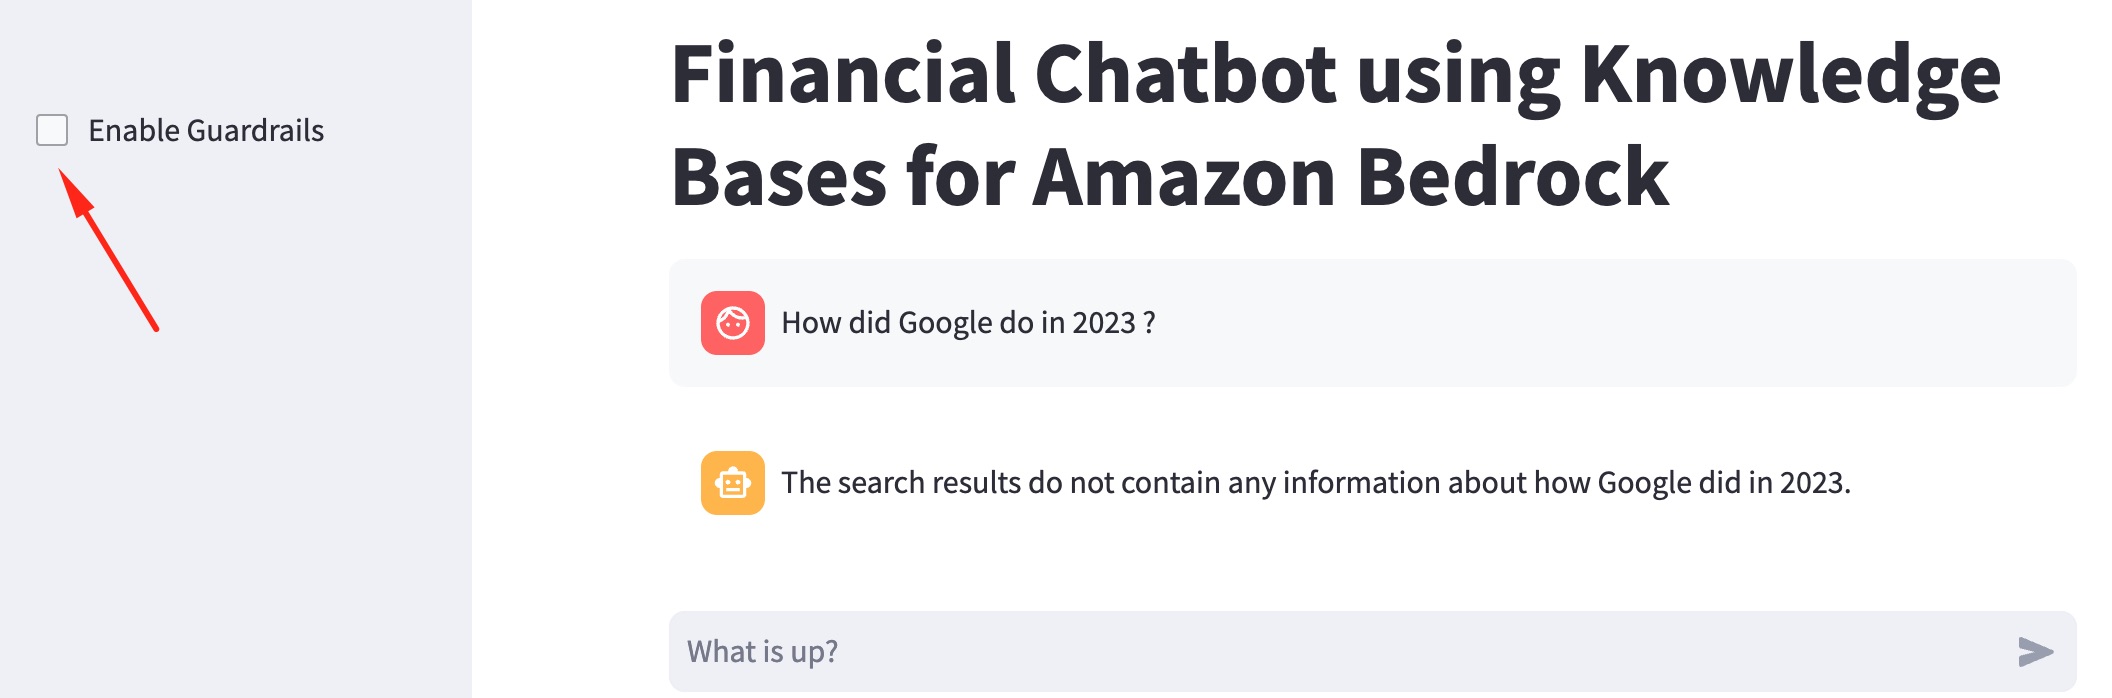 Enable Guardrails
Financial Chatbot using Knowledge
Bases for Amazon Bedrock
How did Google do in 2023 ?
The search results do not contain any information about how Google did in 2023.
What is up?